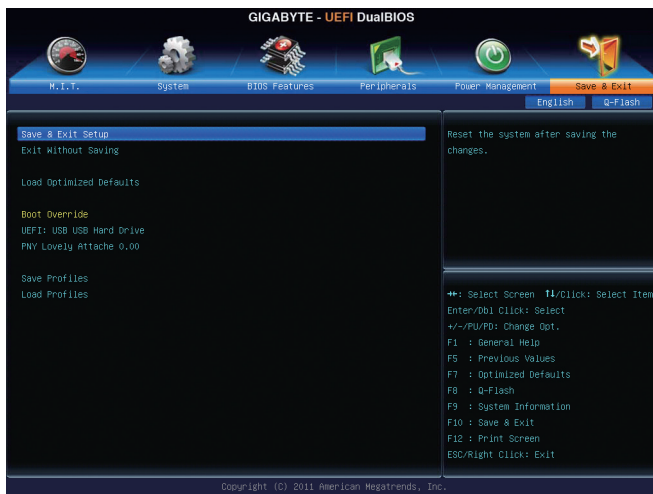 GIGABYTE - UEFI DualBIOS
M.I.T. System BIOS Features Peripherals Power Management Save & Exit
English Q-Flash
Save & Exit Setup
Exit Without Saving
Load Optimized Defaults
Boot Override
UEFI: USB USB Hard Drive
PNY Lovely Attache 0.00
Save Profiles
Load Profiles
Reset the system after saving the
changes.
→←: Select Screen ↑↓/Click: Select Item
Enter/Dbl Click: Select
+/-/PU/PD: Change Opt.
F1 : General Help
F5 : Previous Values
F7 : Optimized Defaults
F8 : Q-Flash
F9 : System Information
F10 : Save & Exit
F12 : Print Screen
ESC/Right Click: Exit
Copyright (C) 2011 American Megatrends, Inc.